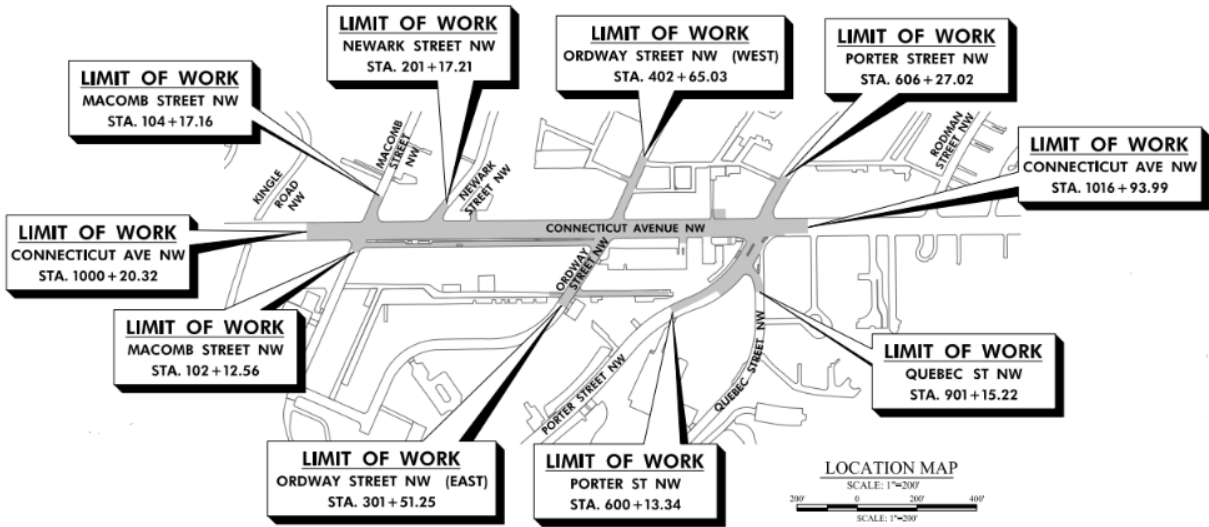 LIMIT OF WORK
NEWARK STREET NW
STA. 201+17.21
LIMIT OF WORK
ORDWAY STREET NW (WEST)
STA. 402+65.03
LIMIT OF WORK
PORTER STREET NW
STA. 606+27.02
LIMIT OF WORK
MACOMB STREET NW
STA. 104+17.16
LIMIT OF WORK
CONNECTICUT AVE NW
STA. 1016+93.99
KINGLE
ROAD
NW
MACOMB
STREET
NW
NEWARK
STREET NW
RODMAN
STREET NW
CONNECTICUT AVENUE NW
LIMIT OF WORK
CONNECTICUT AVE NW
STA. 1000+20.32
ORDWAY
STREET NW
LIMIT OF WORK
MACOMB STREET NW
STA. 102+12.56
PORTER STREET NW
QUEBEC STREET NW
LIMIT OF WORK
QUEBEC ST NW
STA. 901+15.22
LIMIT OF WORK
ORDWAY STREET NW (EAST)
STA. 301+51.25
LIMIT OF WORK
PORTER ST NW
STA. 600+13.34
LOCATION MAP
SCALE: 1"=200'
200' 0 200' 400'
SCALE: 1"=200'